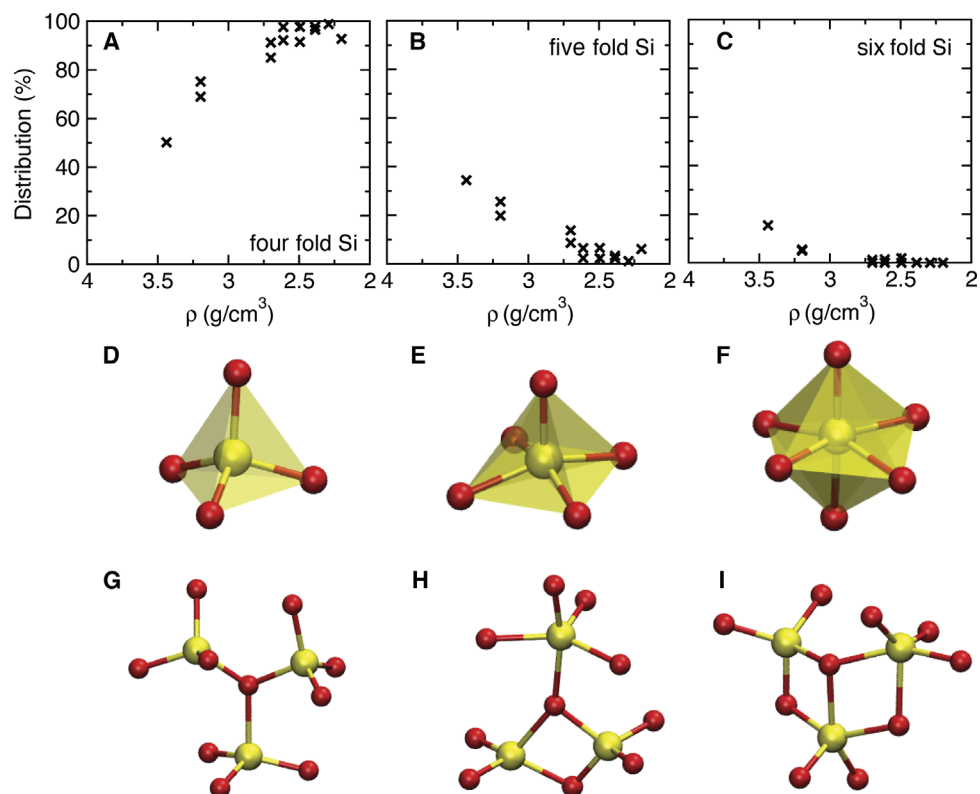 A
B
C
five fold Si
six fold Si
four fold Si
Distribution (%)
100
80
60
40
20
0
4
3.5
3
2.5
2
4
3.5
3
2.5
2
4
3.5
3
2.5
2
ρ (g/cm³)
ρ (g/cm³)
ρ (g/cm³)
D
E
F
G
H
I